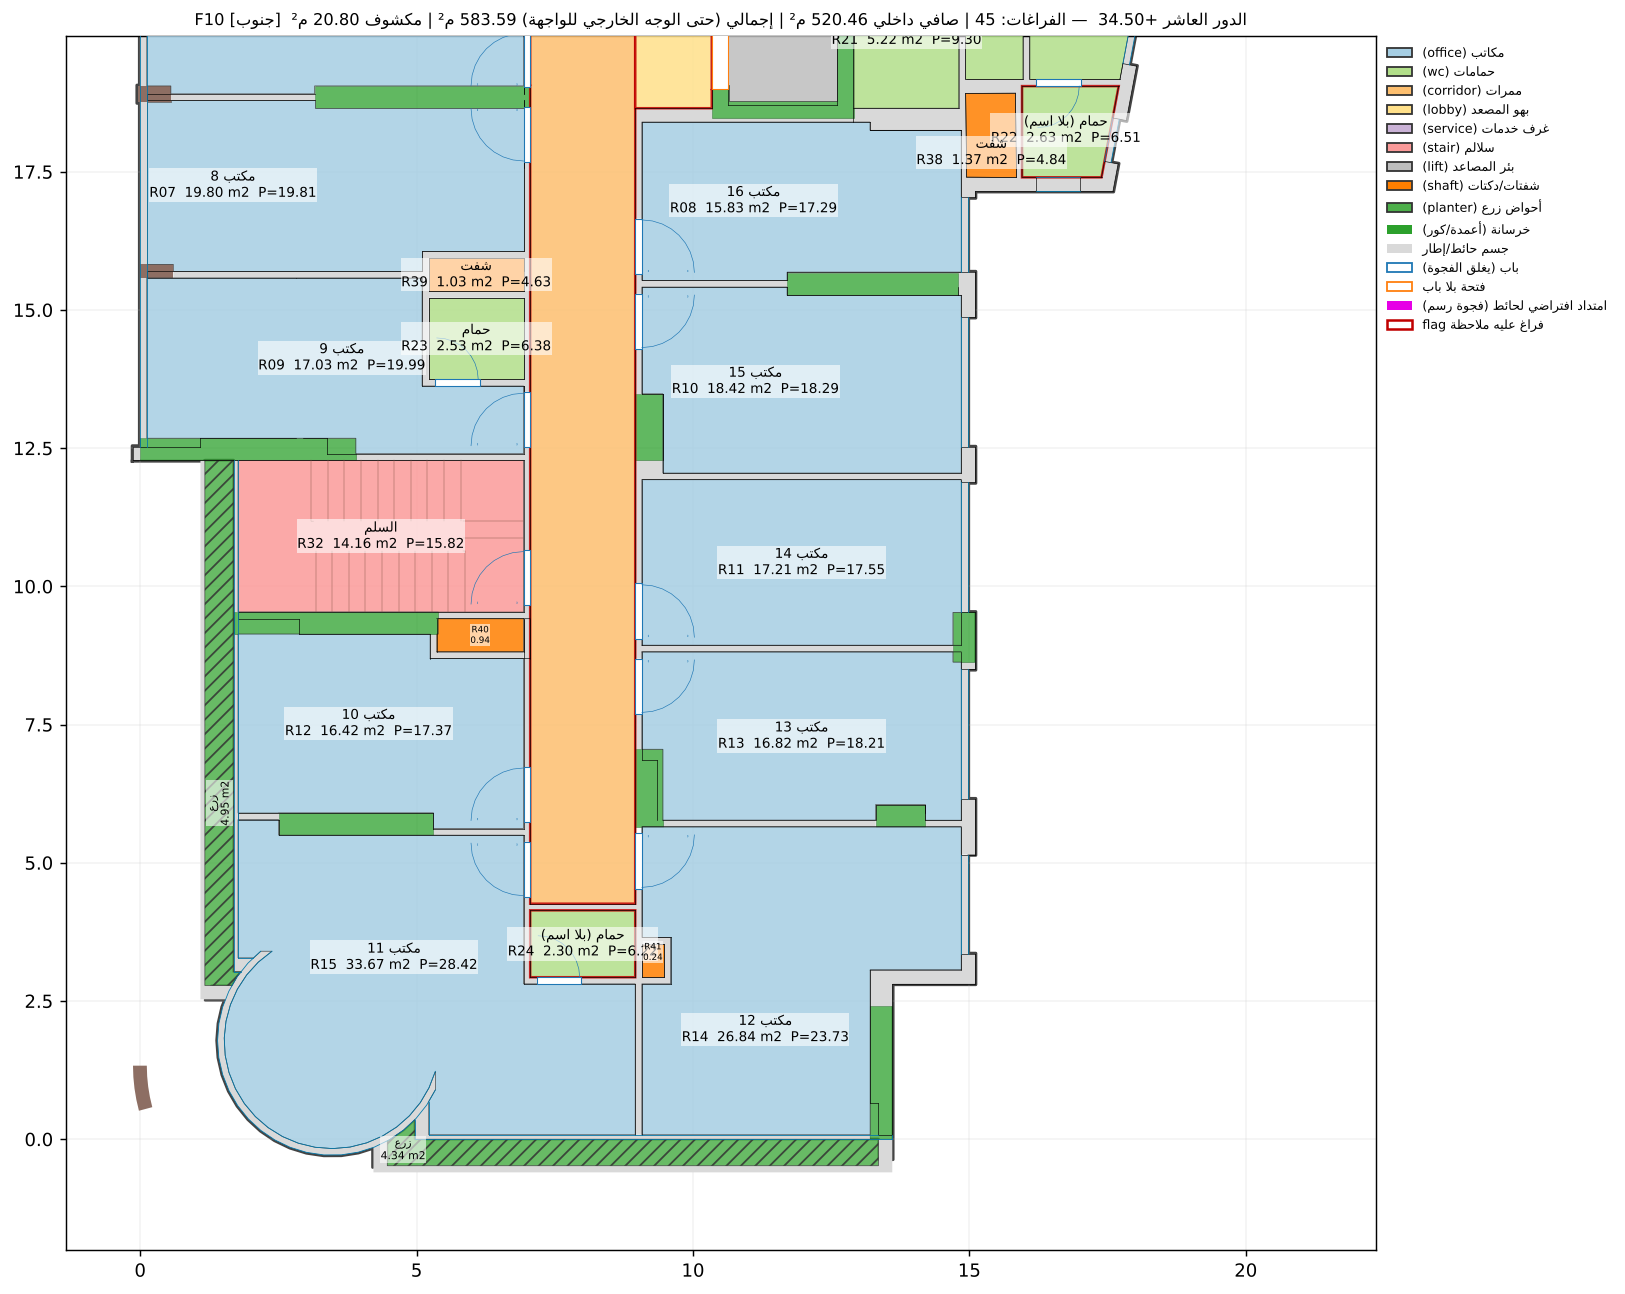 F10 [جنوب] الدور العاشر +34.50 — الفراغات: 45 | صافي داخلي 520.46 م² | إجمالي (حتى الوجه الخارجي للواجهة) 583.59 م² | مكشوف 20.80 م²
مكاتب (office)
حمامات (wc)
ممرات (corridor)
بهو المصعد (lobby)
غرف خدمات (service)
سلالم (stair)
بئر المصاعد (lift)
شفتات/دكتات (shaft)
أحواض زرع (planter)
خرسانة (أعمدة/كور)
جسم حائط/إطار
باب (يغلق الفجوة)
فتحة بلا باب
امتداد افتراضي لحائط (فجوة رسم)
فراغ عليه ملاحظة flag
R21 5.22 m2 P=9.30
حمام (بلا اسم)
R22 2.63 m2 P=6.51
شفت
R38 1.37 m2 P=4.84
مكتب 8
R07 19.80 m2 P=19.81
مكتب 16
R08 15.83 m2 P=17.29
شفت
R39 1.03 m2 P=4.63
حمام
R23 2.53 m2 P=6.38
مكتب 9
R09 17.03 m2 P=19.99
مكتب 15
R10 18.42 m2 P=18.29
السلم
R32 14.16 m2 P=15.82
مكتب 14
R11 17.21 m2 P=17.55
R40
0.94
مكتب 10
R12 16.42 m2 P=17.37
مكتب 13
R13 16.82 m2 P=18.21
زرع
4.95 m2
مكتب 11
R15 33.67 m2 P=28.42
حمام (بلا اسم)
R24 2.30 m2
R41
0.24
مكتب 12
R14 26.84 m2 P=23.73
زرع
4.34 m2
17.5
15.0
12.5
10.0
7.5
5.0
2.5
0.0
0
5
10
15
20